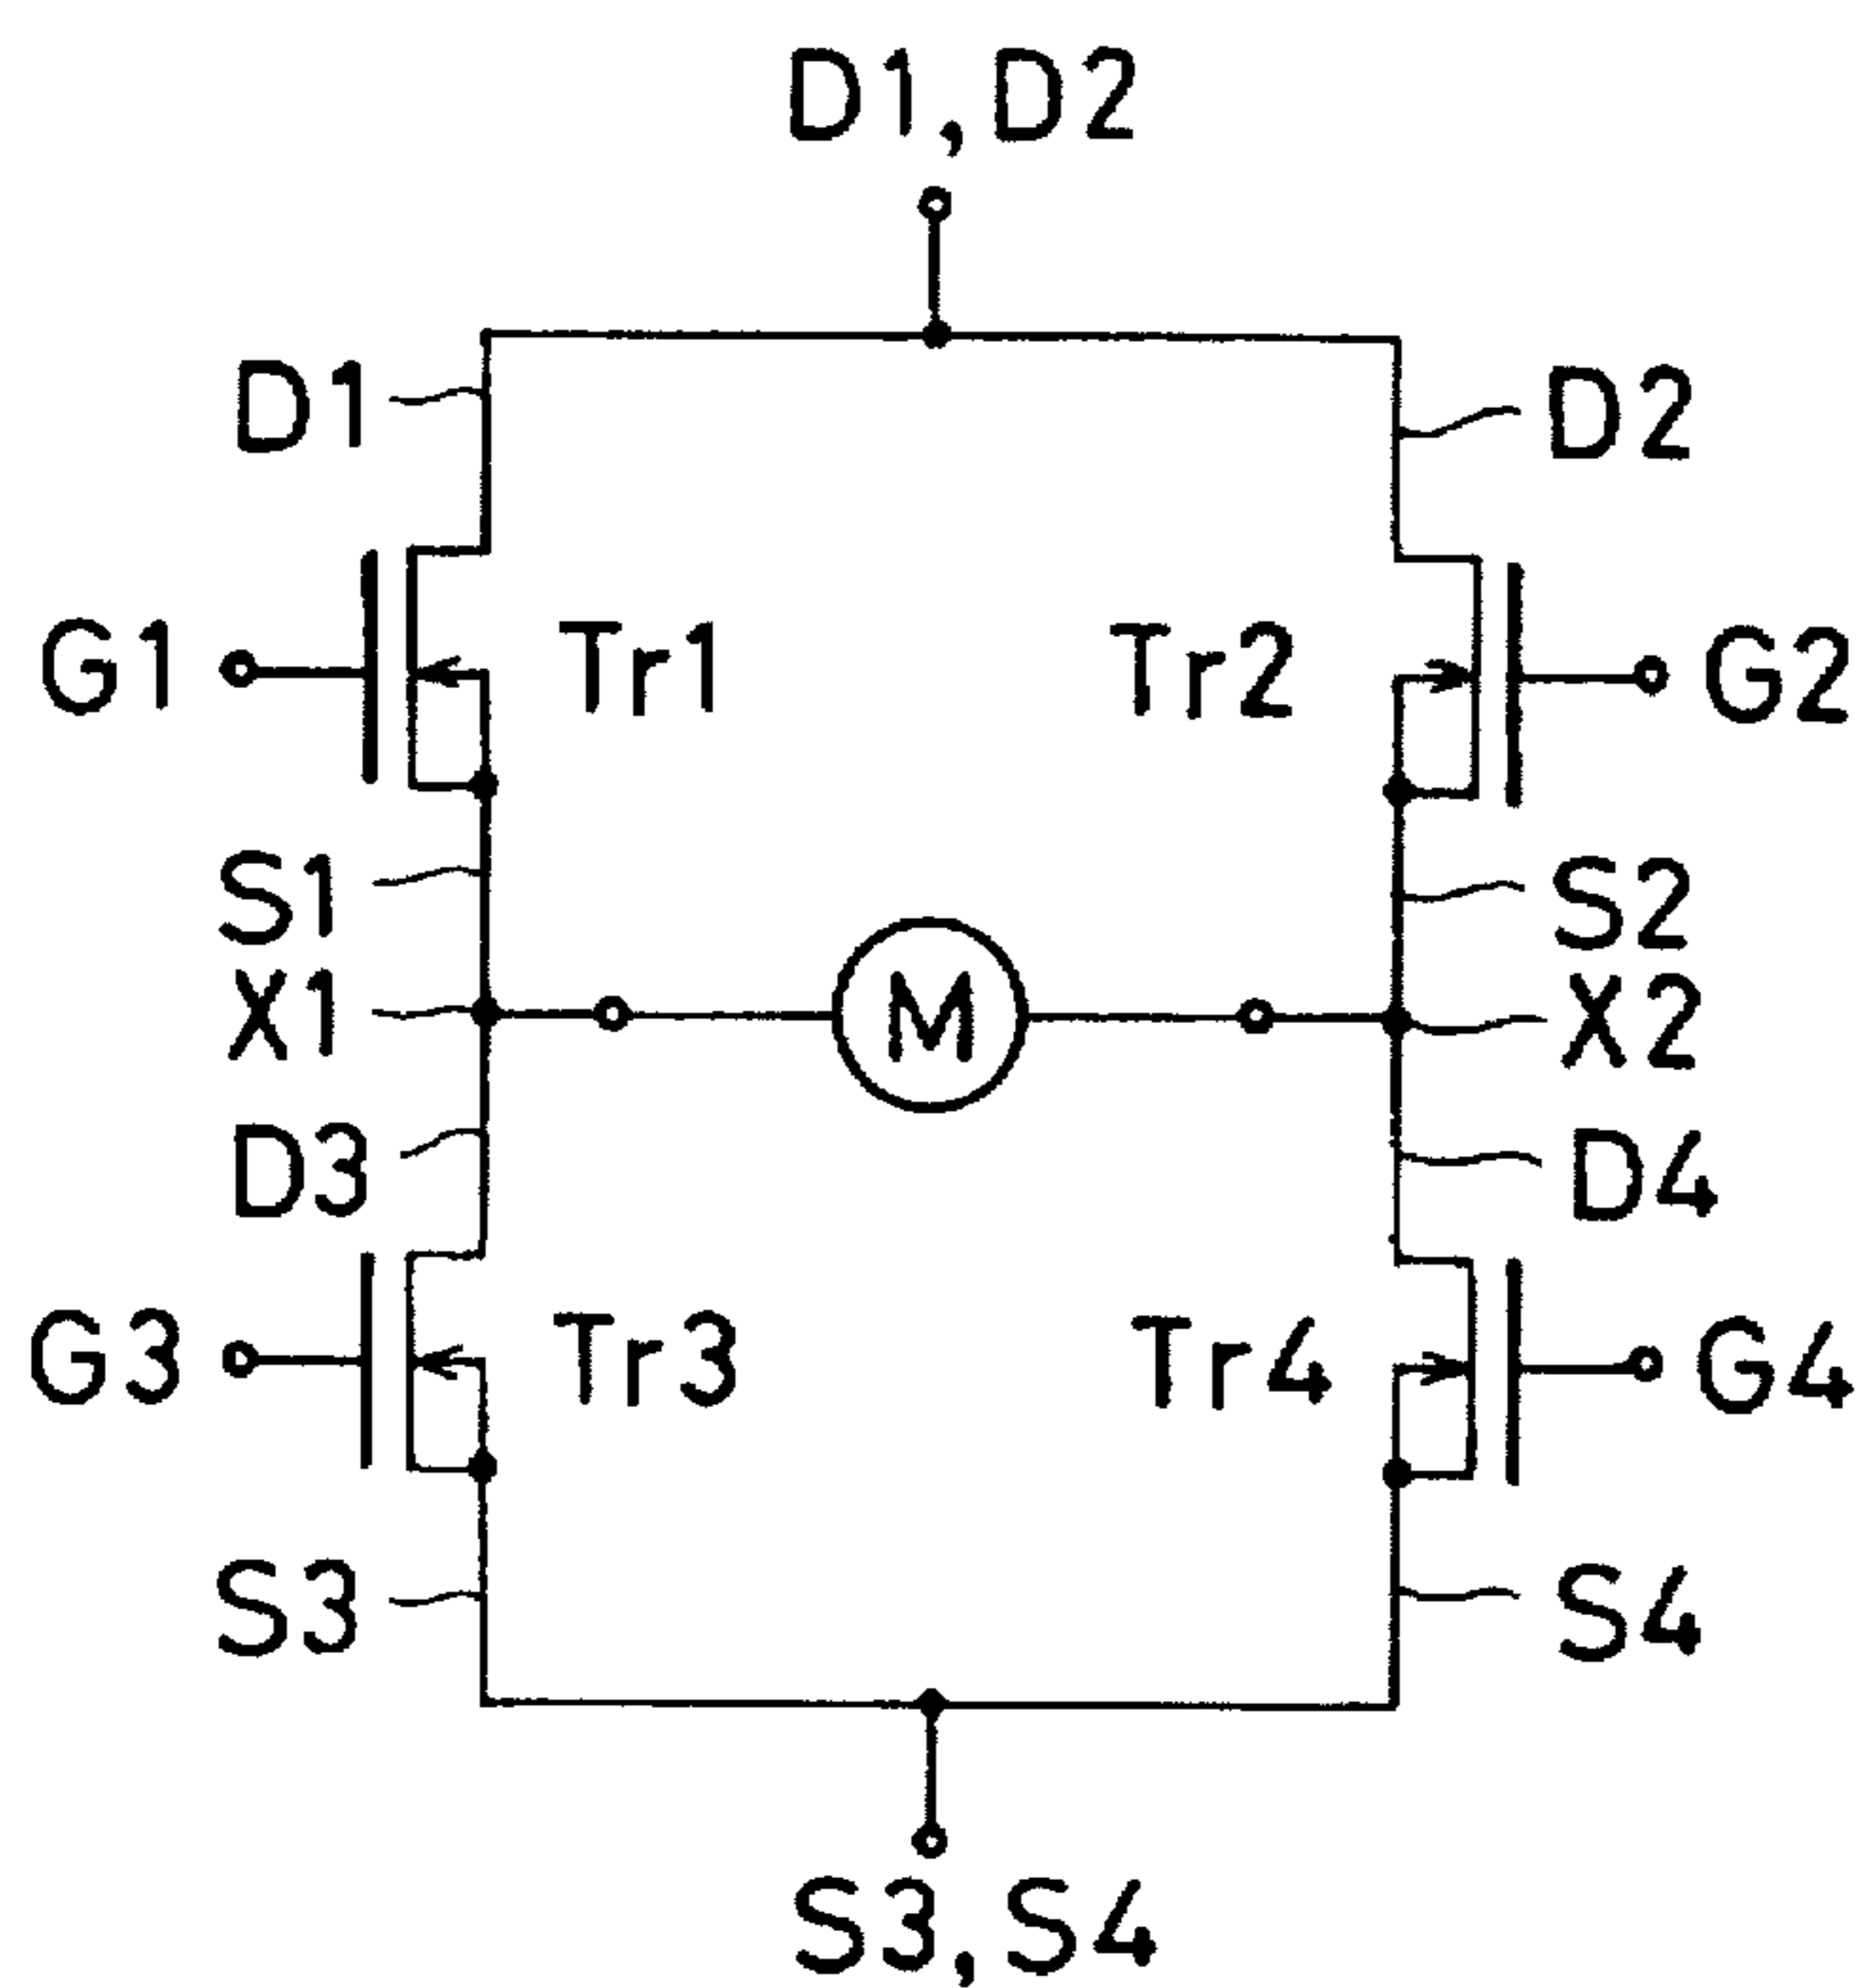 D1,D2
D1 D2
G1 Tr1 Tr2 G2
S1 S2
X1 M X2
D3 D4
G3 Tr3 Tr4 G4
S3 S4
S3,S4